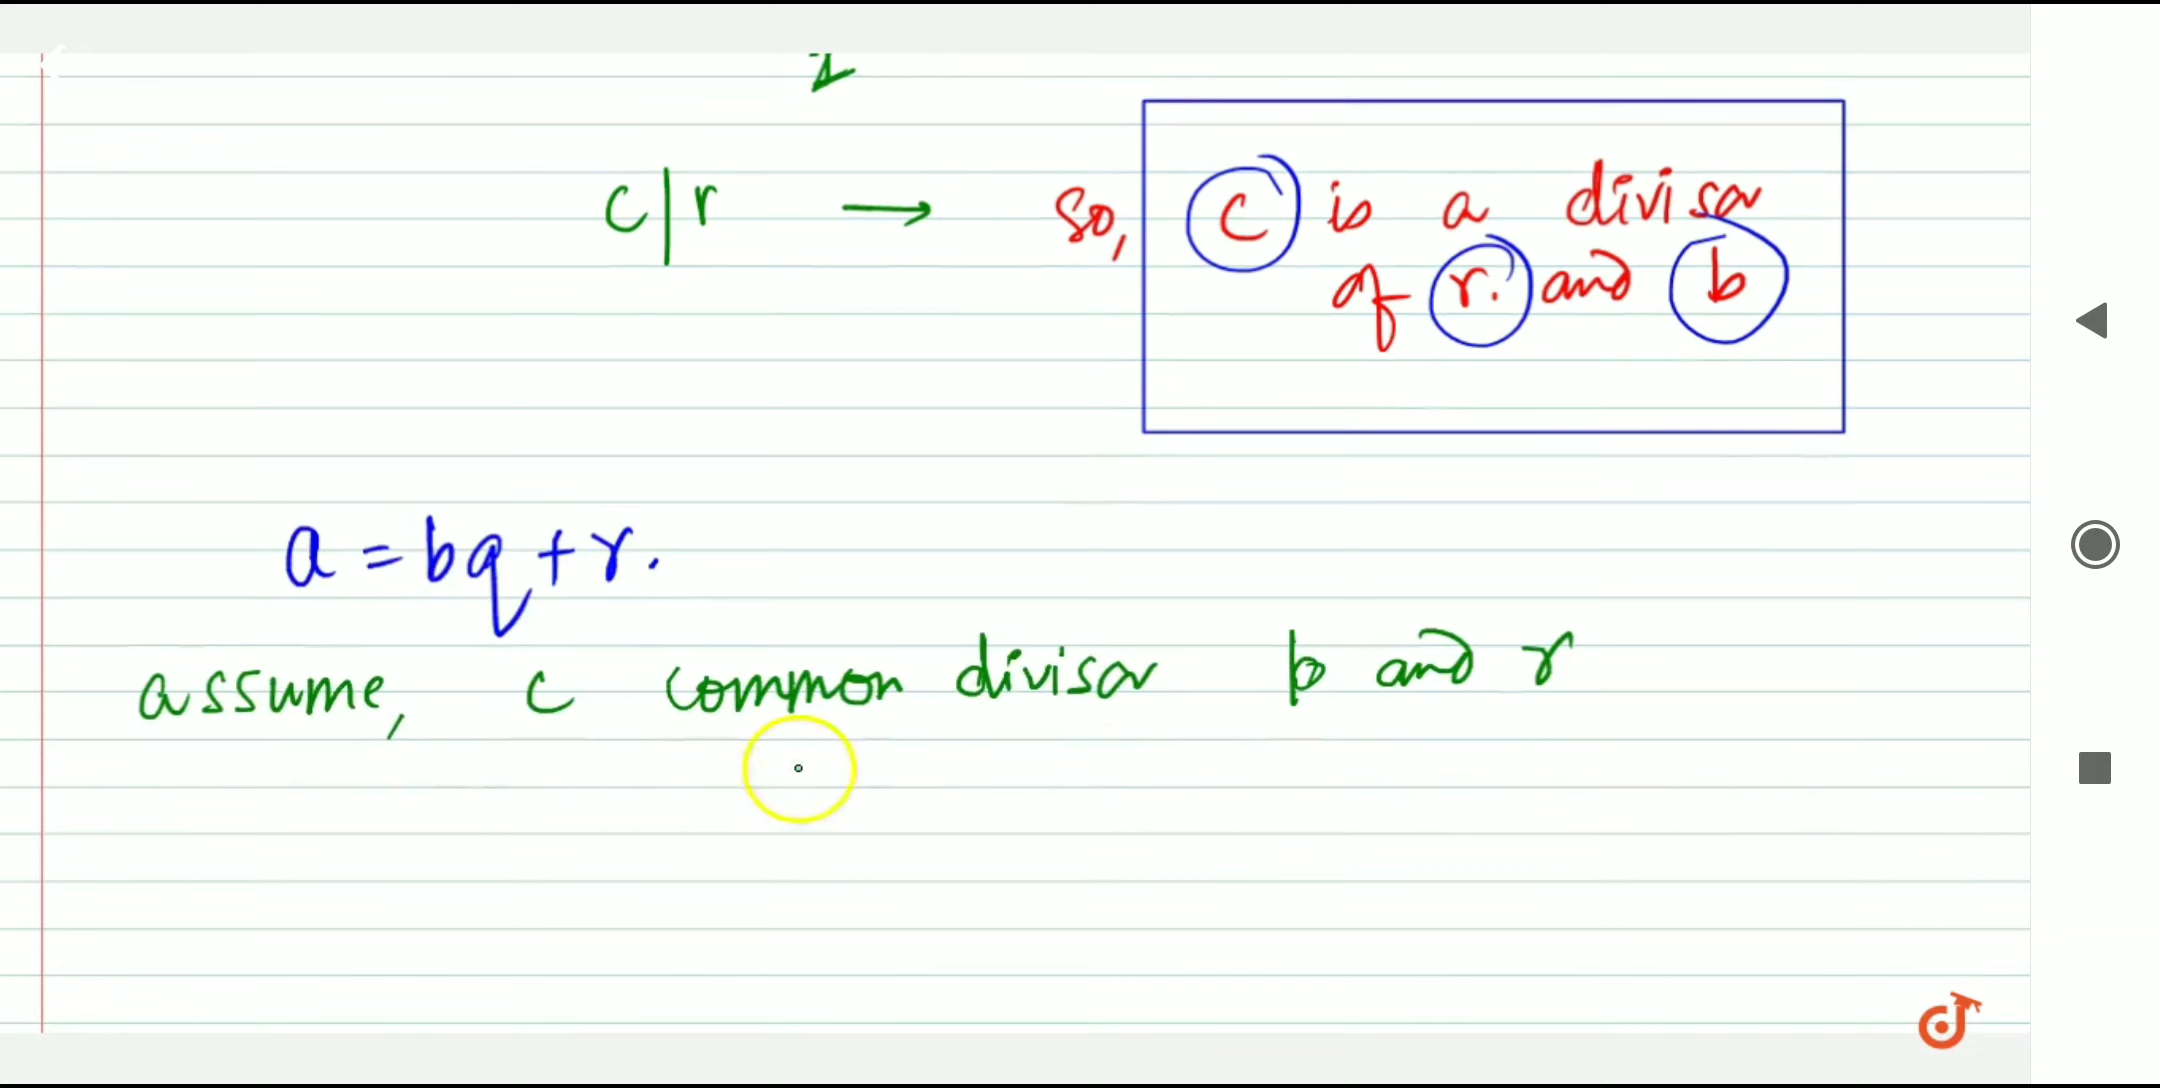 c|r → so, c is a divisor
of r. and b
a = bq + r.
assume, c common divisor b and r